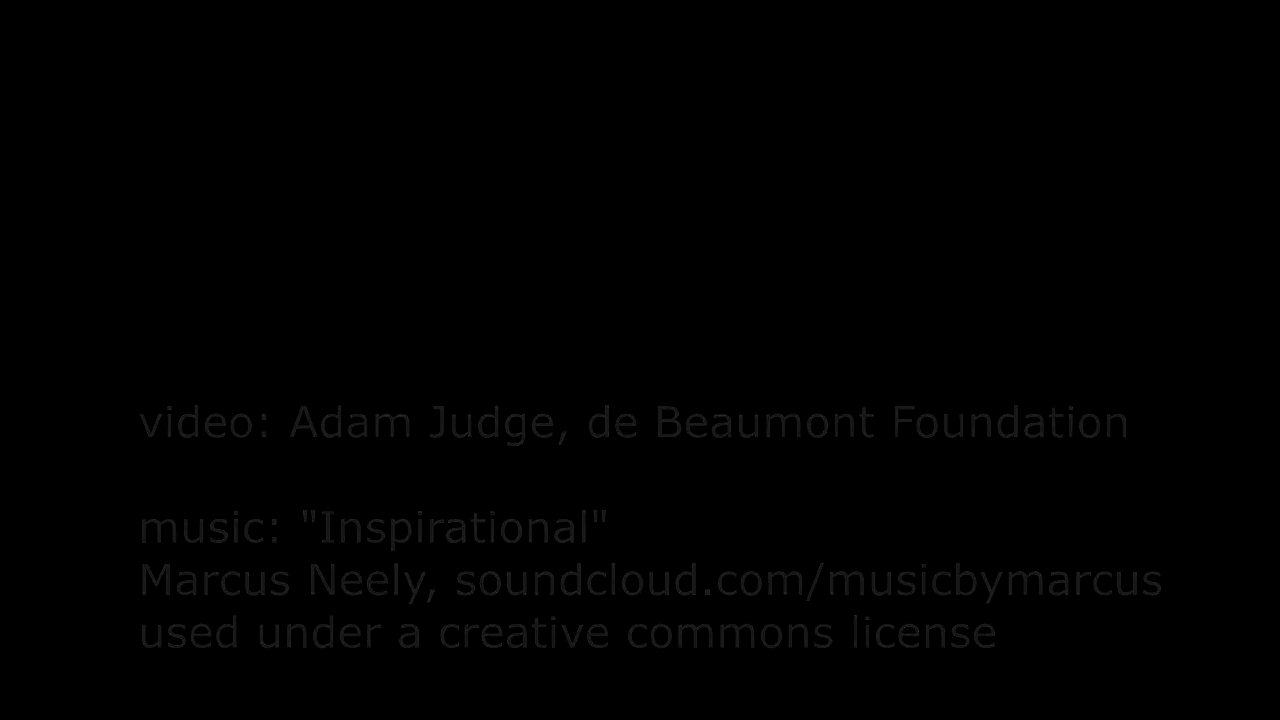 video: Adam Judge, de Beaumont Foundation
music: "Inspirational"
Marcus Neely, soundcloud.com/musicbymarcus
used under a creative commons license